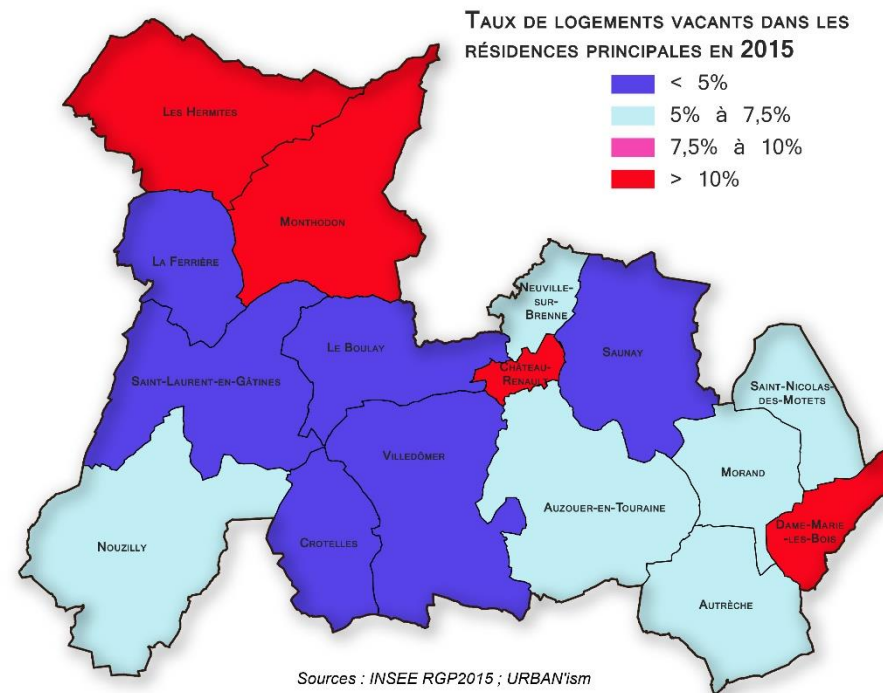 Taux de logements vacants dans les
résidences principales en 2015
< 5%
5% à 7,5%
7,5% à 10%
> 10%
Les Hermites
Monthodon
La Ferrière
Neuville-
sur-
Brenne
Le Boulay
Saunay
Château-
Renault
Saint-Laurent-en-Gâtines
Saint-Nicolas-
des-Motets
Villedômer
Morand
Auzouer-en-Touraine
Dame-Marie
-les-Bois
Nouzilly
Crotelles
Autrèche
Sources : INSEE RGP2015 ; URBAN'ism